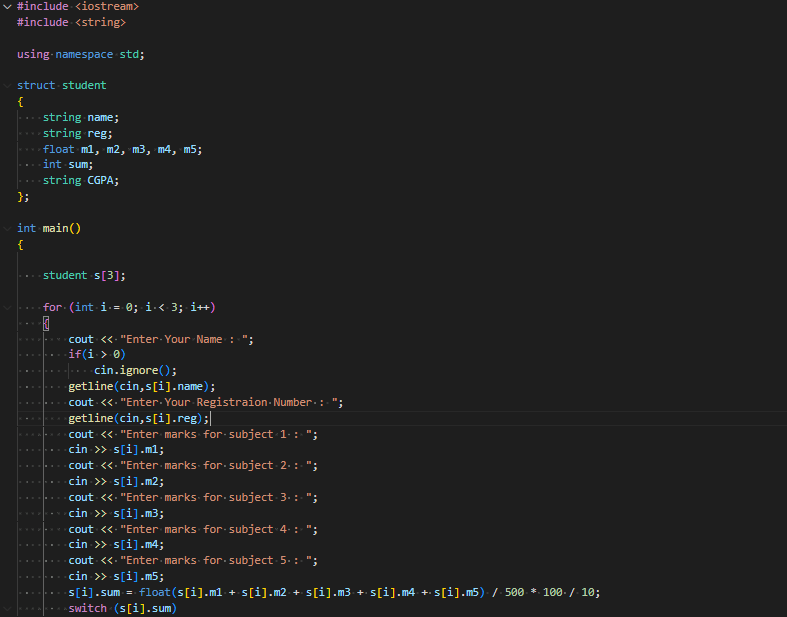 #include <iostream>
#include <string>
using namespace std;
struct student
{
string name;
string reg;
float m1, m2, m3, m4, m5;
int sum;
string CGPA;
};
int main()
{
student s[3];
for (int i = 0; i < 3; i++)
{
cout << "Enter Your Name : ";
if(i > 0)
cin.ignore();
getline(cin,s[i].name);
cout << "Enter Your Registraion Number : ";
getline(cin,s[i].reg);
cout << "Enter marks for subject 1 : ";
cin >> s[i].m1;
cout << "Enter marks for subject 2 : ";
cin >> s[i].m2;
cout << "Enter marks for subject 3 : ";
cin >> s[i].m3;
cout << "Enter marks for subject 4 : ";
cin >> s[i].m4;
cout << "Enter marks for subject 5 : ";
cin >> s[i].m5;
s[i].sum = float(s[i].m1 + s[i].m2 + s[i].m3 + s[i].m4 + s[i].m5) / 500 * 100 / 10;
switch (s[i].sum)